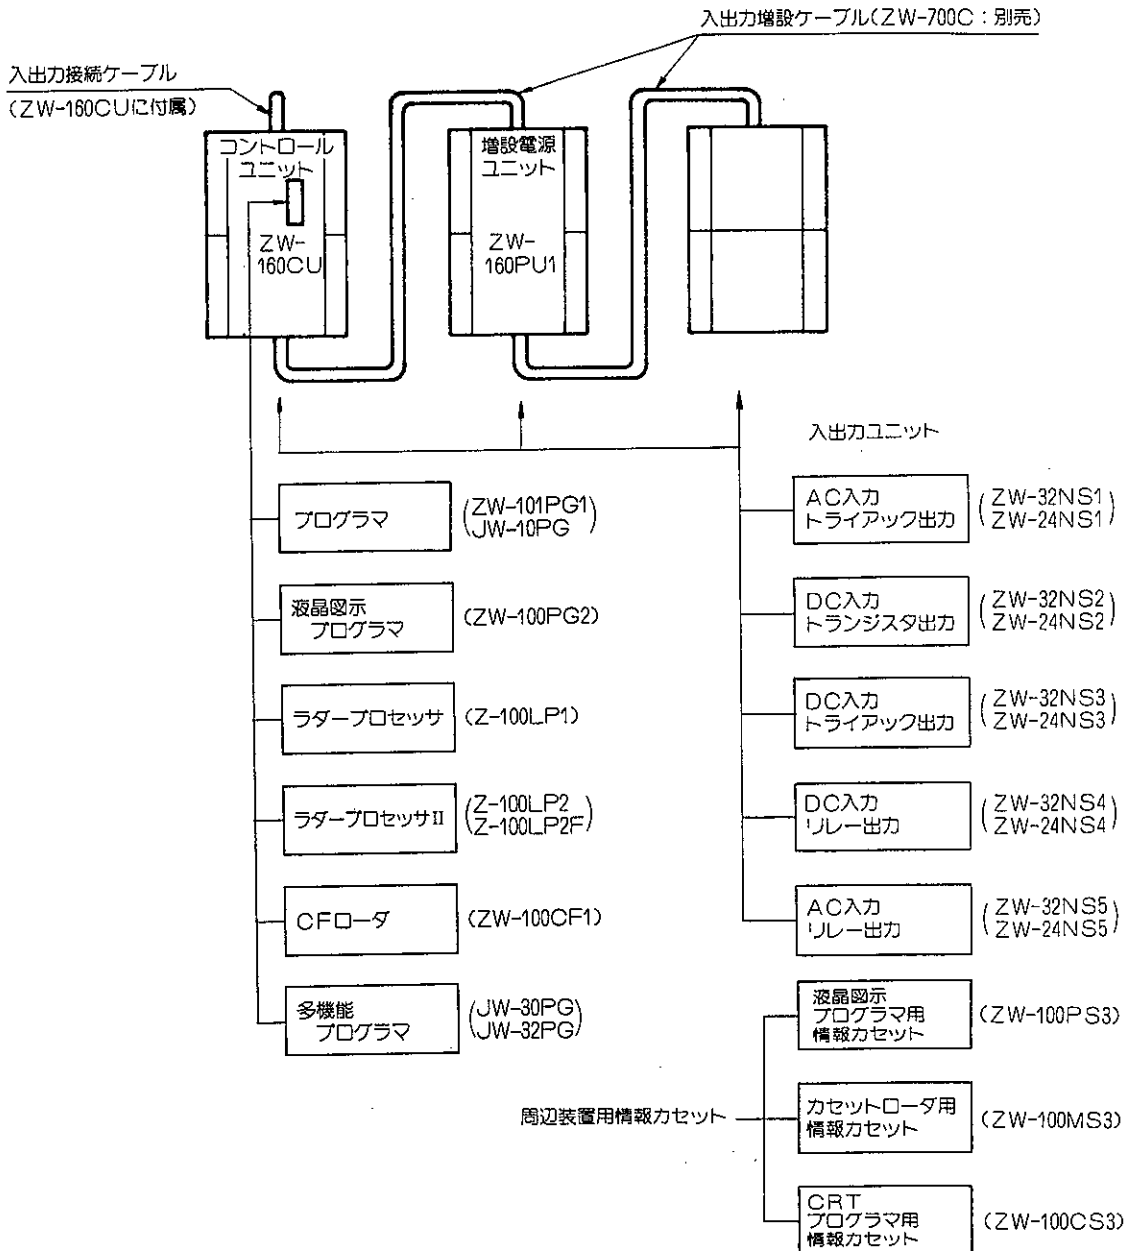 入出力増設ケーブル(ZW-700C：別売)
入出力接続ケーブル
(ZW-160CUに付属)
コントロール
ユニット
ZW-
160CU
増設電源
ユニット
ZW-
160PU1
入出力ユニット
プログラマ
(ZW-101PG1
JW-10PG)
液晶図示
プログラマ
(ZW-100PG2)
ラダープロセッサ
(Z-100LP1)
ラダープロセッサII
(Z-100LP2
Z-100LP2F)
CFローダ
(ZW-100CF1)
多機能
プログラマ
(JW-30PG
JW-32PG)
AC入力
トライアック出力
(ZW-32NS1
ZW-24NS1)
DC入力
トランジスタ出力
(ZW-32NS2
ZW-24NS2)
DC入力
トライアック出力
(ZW-32NS3
ZW-24NS3)
DC入力
リレー出力
(ZW-32NS4
ZW-24NS4)
AC入力
リレー出力
(ZW-32NS5
ZW-24NS5)
周辺装置用情報カセット
液晶図示
プログラマ用
情報カセット
(ZW-100PS3)
カセットローダ用
情報カセット
(ZW-100MS3)
CRT
プログラマ用
情報カセット
(ZW-100CS3)